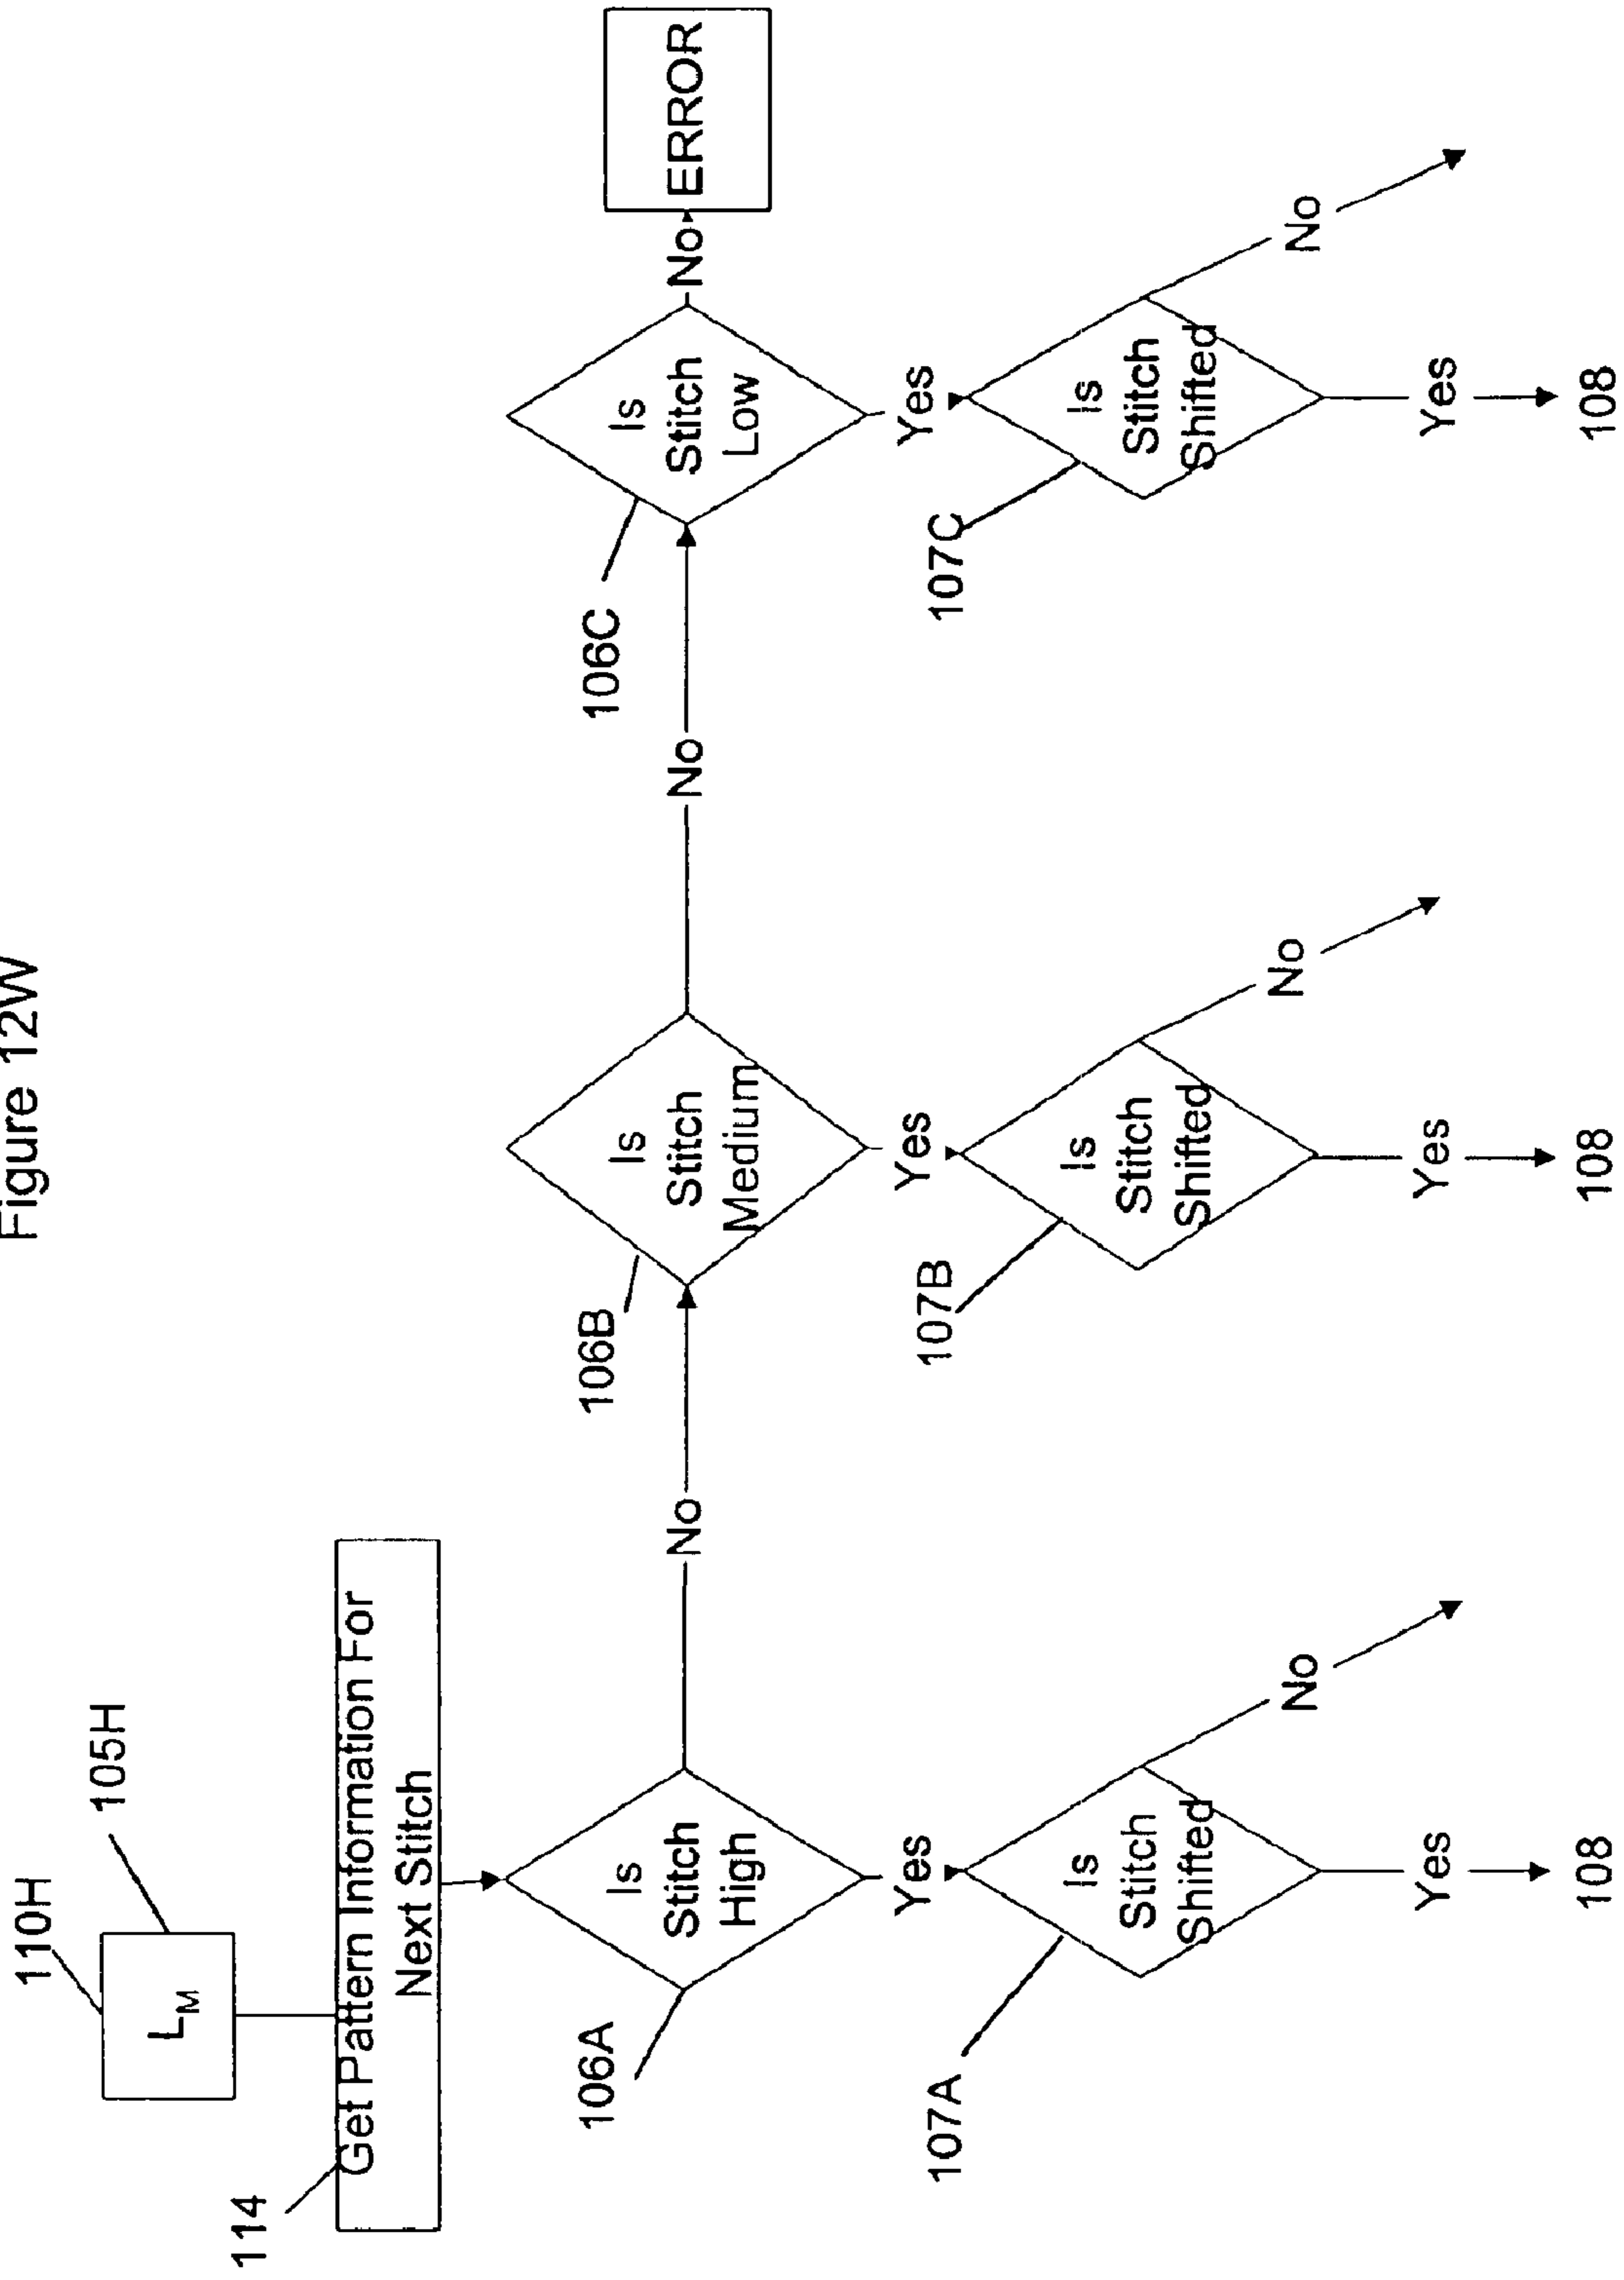 Figure 12W
110H
105H
L_M
114
Get Pattern Information For
Next Stitch
106A
Is
Stitch
High
No
106B
Is
Stitch
Medium
No
106C
Is
Stitch
Low
No
ERROR
Yes
Yes
Yes
107A
Is
Stitch
Shifted
No
107B
Is
Stitch
Shifted
No
107C
Is
Stitch
Shifted
No
Yes
Yes
Yes
108
108
108